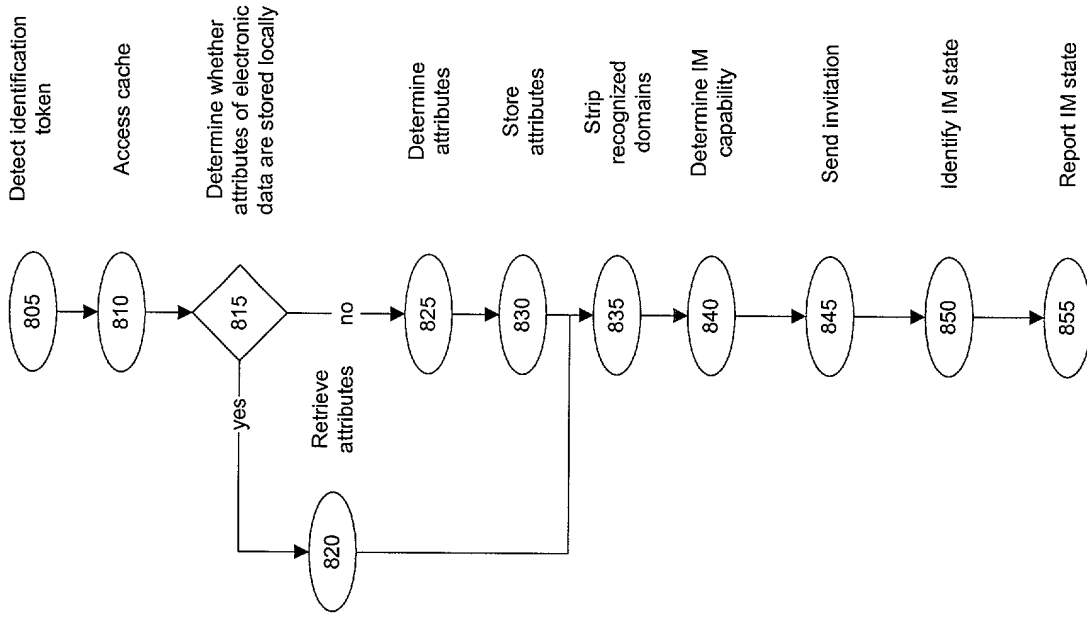 805
Detect identification
token
810
Access cache
815
Determine whether
attributes of electronic
data are stored locally
yes
no
820
Retrieve
attributes
825
Determine
attributes
830
Store
attributes
835
Strip
recognized
domains
840
Determine IM
capability
845
Send invitation
850
Identify IM state
855
Report IM state